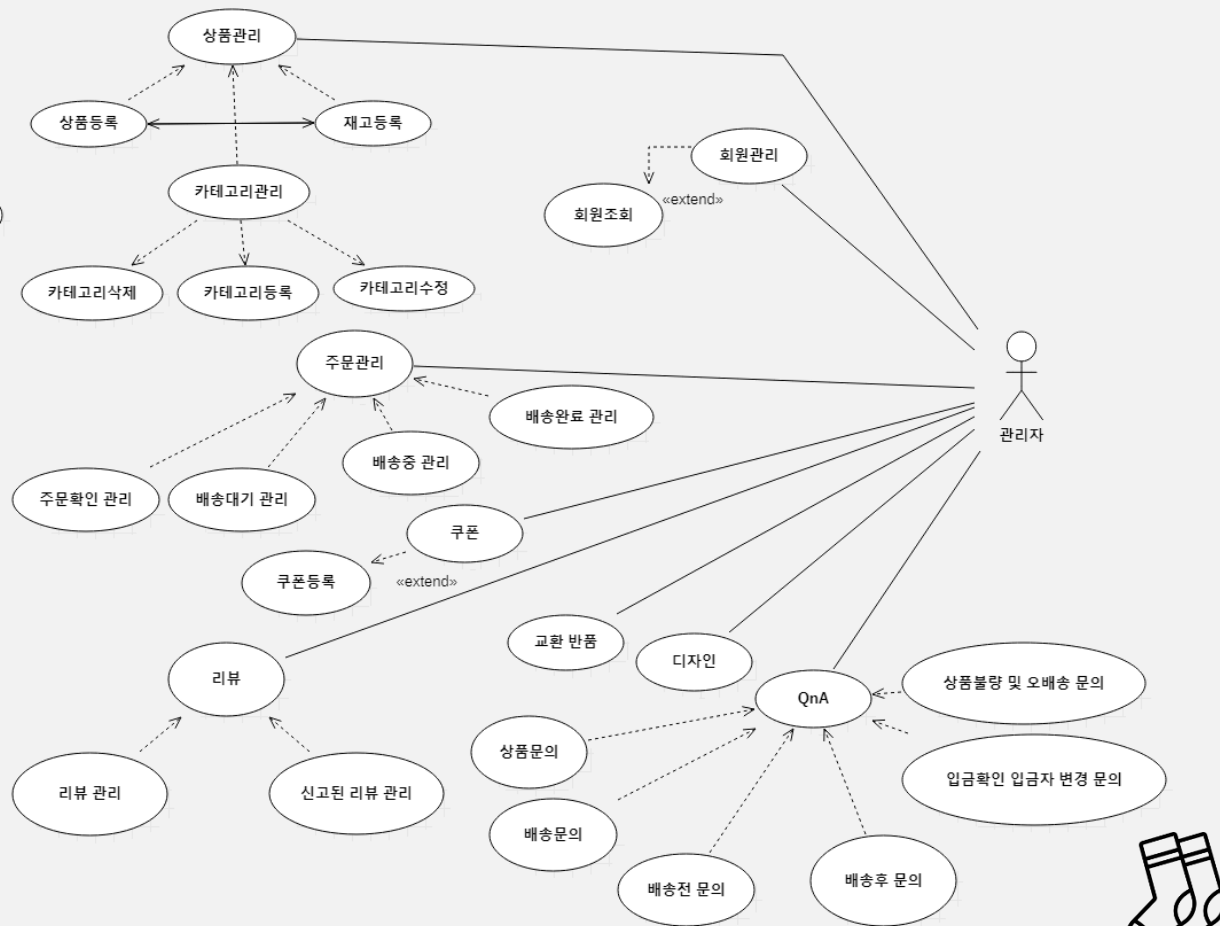 상품관리
상품등록
재고등록
카테고리관리
카테고리삭제
카테고리등록
카테고리수정
회원관리
회원조회
«extend»
관리자
주문관리
배송완료 관리
배송중 관리
주문확인 관리
배송대기 관리
쿠폰
쿠폰등록
«extend»
리뷰
리뷰 관리
신고된 리뷰 관리
교환 반품
디자인
QnA
상품불량 및 오배송 문의
상품문의
입금확인 입금자 변경 문의
배송문의
배송전 문의
배송후 문의